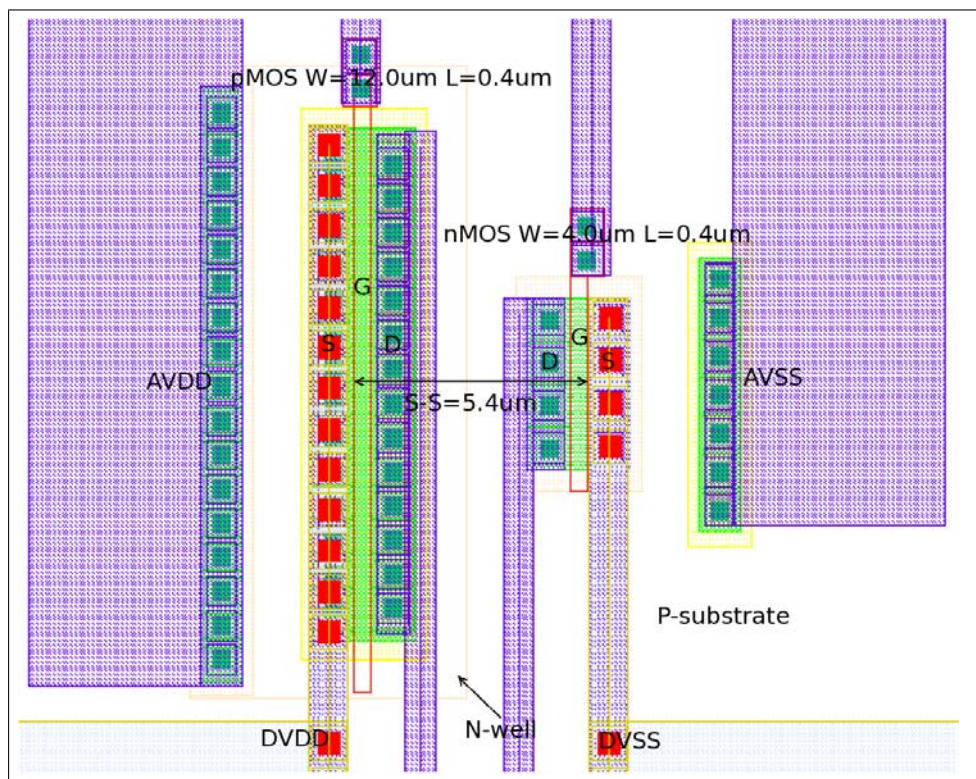 pMOS W=12.0um L=0.4um
nMOS W=4.0um L=0.4um
G
S
D
G
D
S
AVDD
AVSS
S-S=5.4um
P-substrate
N-well
DVDD
DVSS